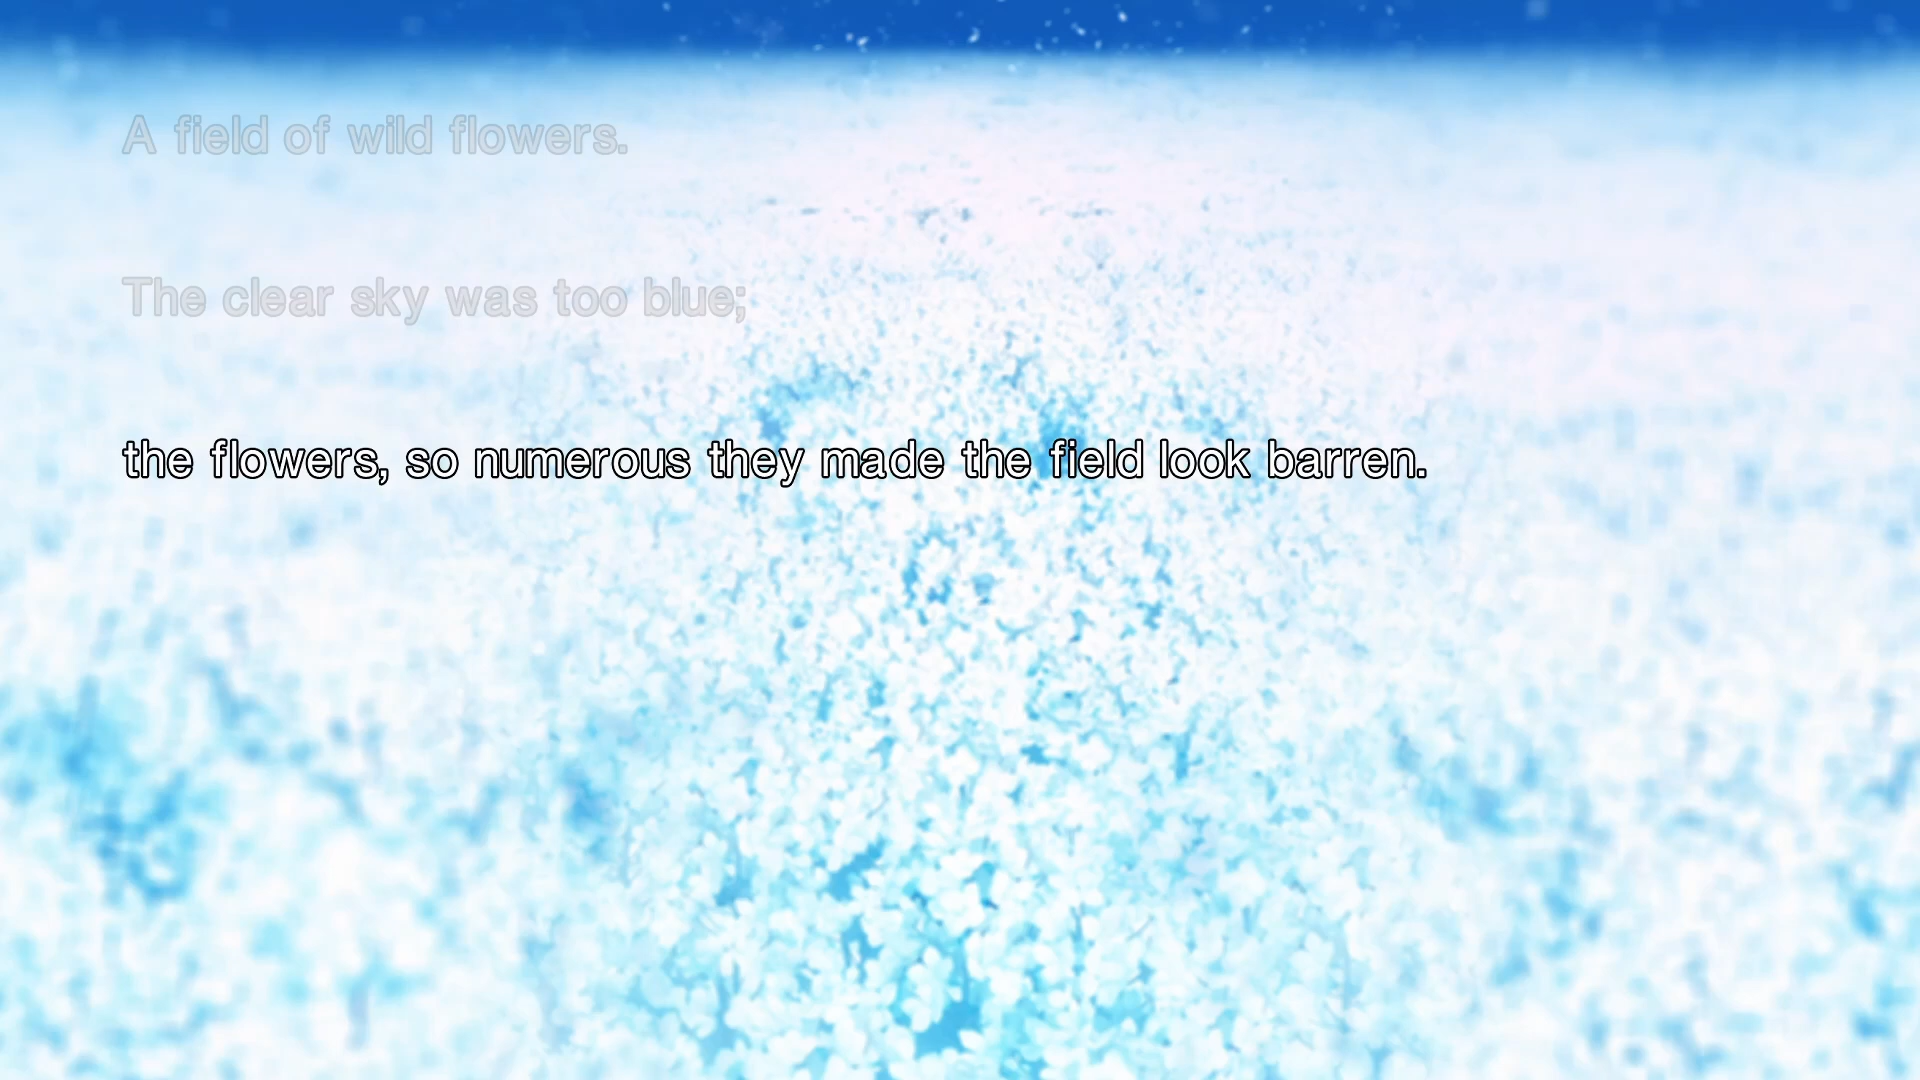 A field of wild flowers.
The clear sky was too blue;
the flowers, so numerous they made the field look barren.